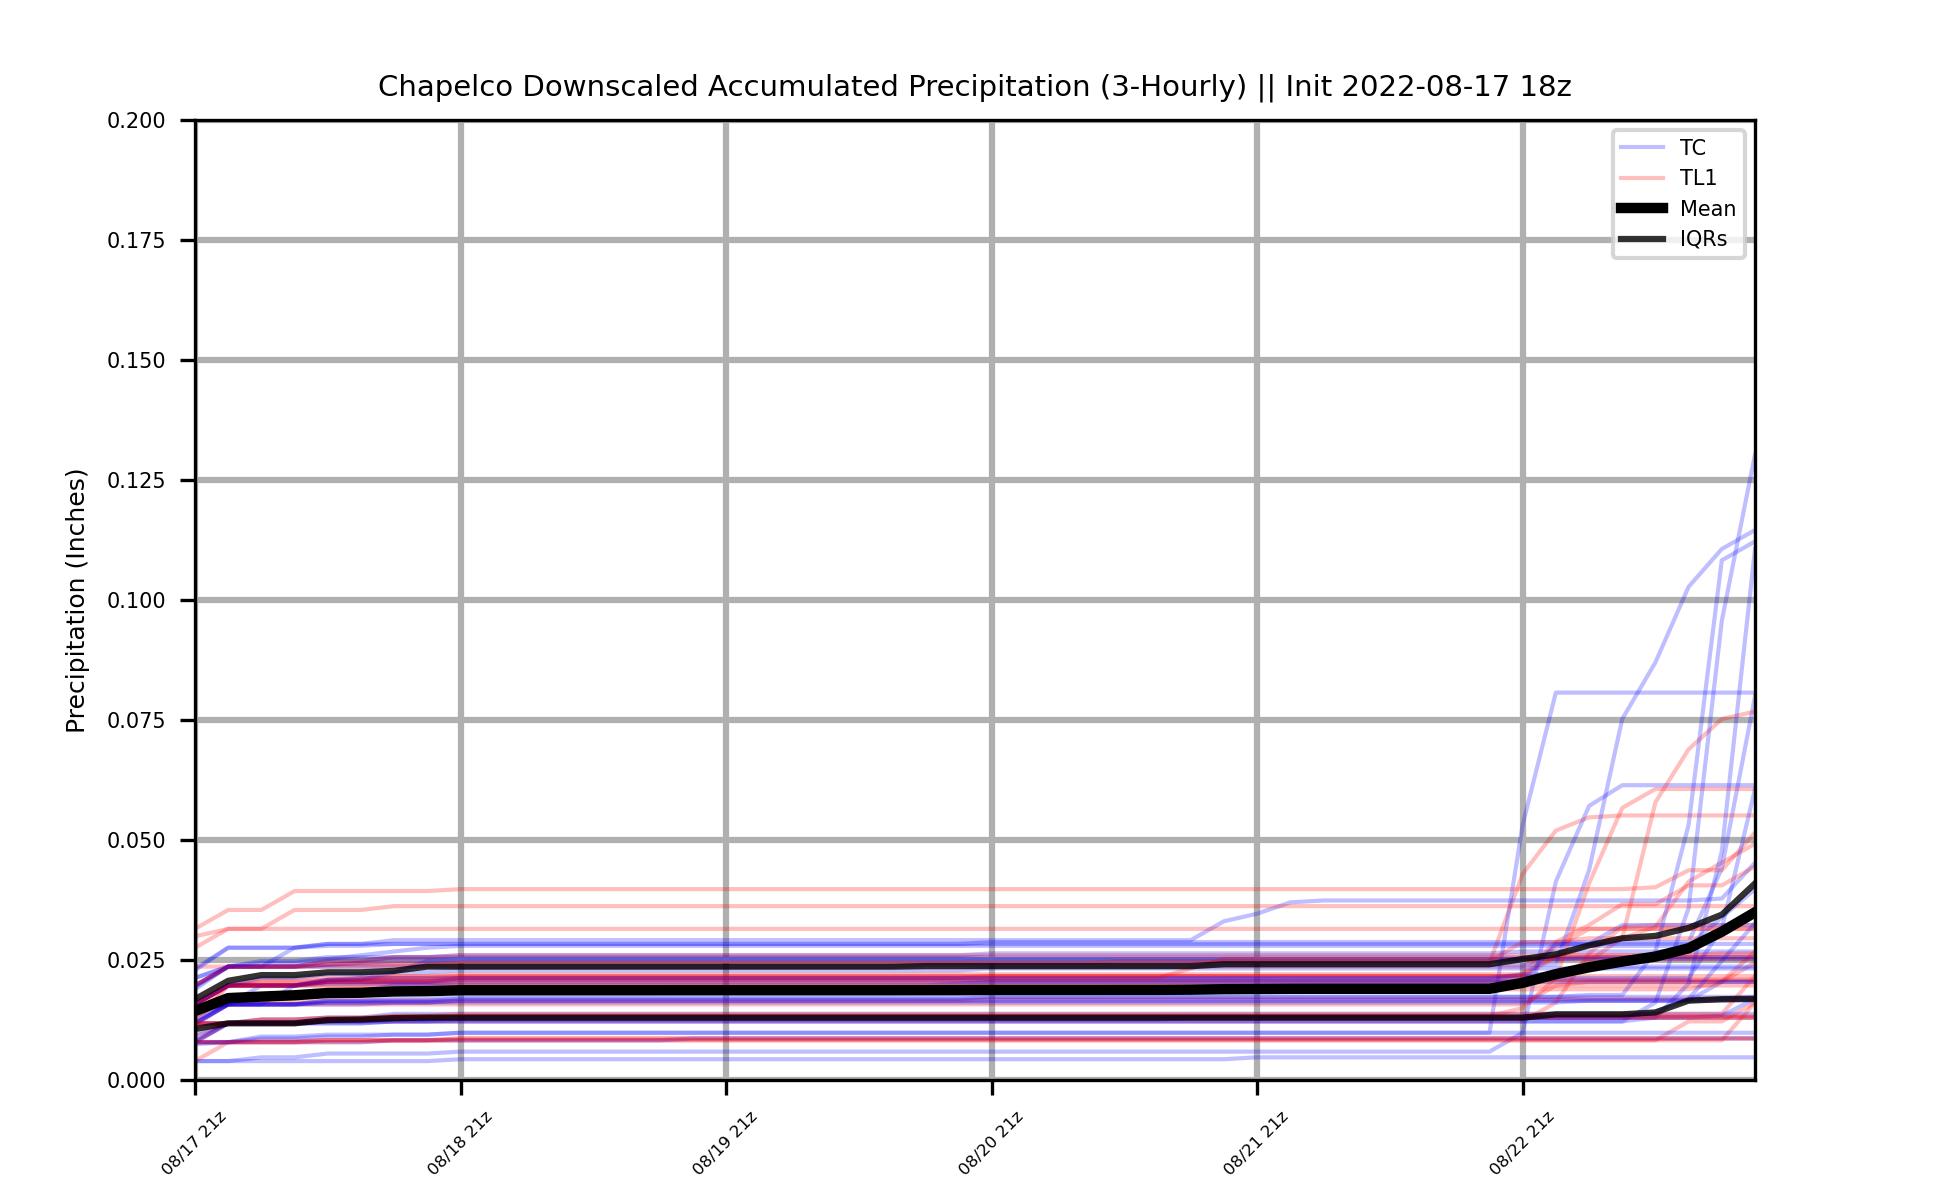 Chapelco Downscaled Accumulated Precipitation (3-Hourly) || Init 2022-08-17 18z
Precipitation (Inches)
0.200
0.175
0.150
0.125
0.100
0.075
0.050
0.025
0.000
TC
TL1
Mean
IQRs
08/17 21z
08/18 21z
08/19 21z
08/20 21z
08/21 21z
08/22 21z